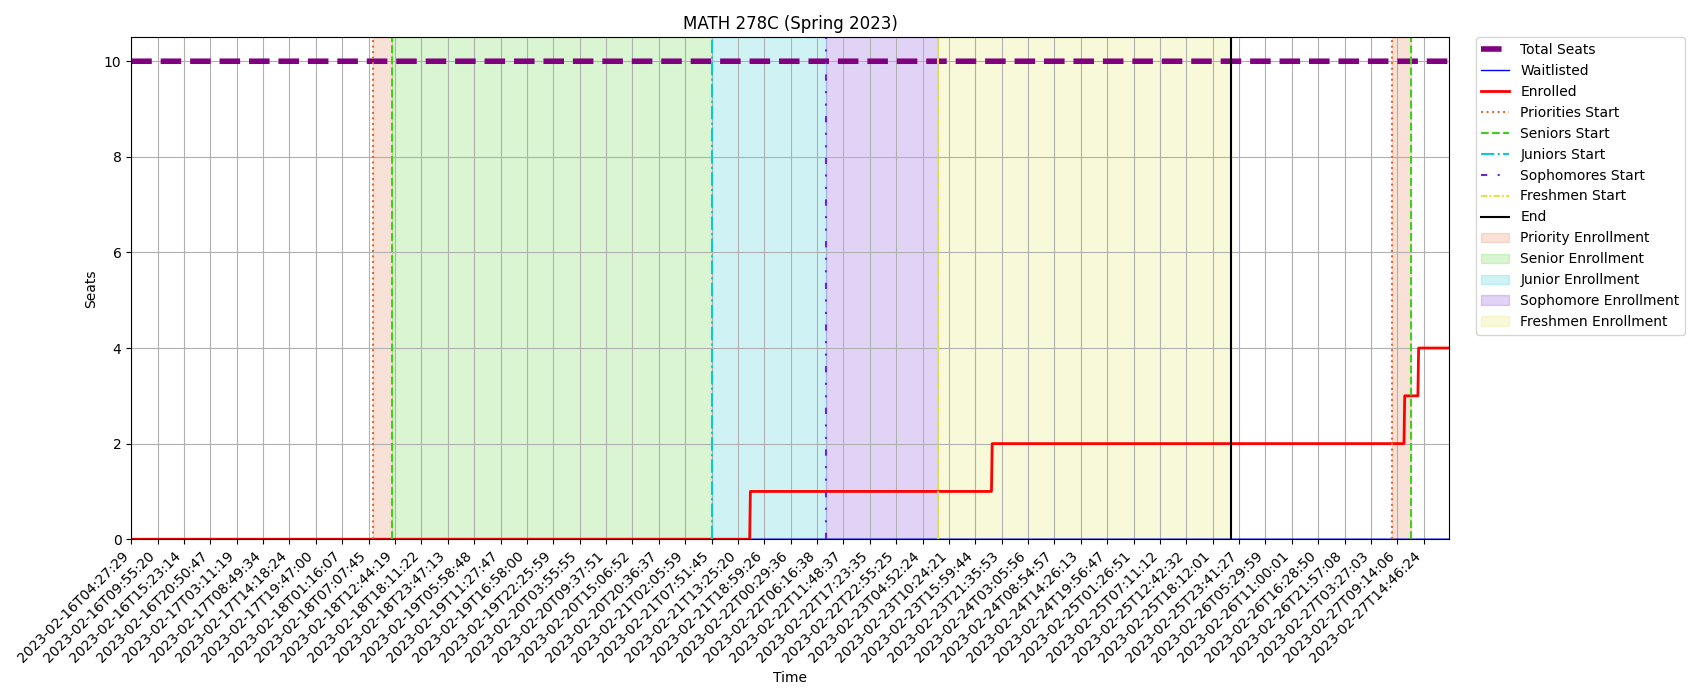 MATH 278C (Spring 2023)
Seats
10
8
6
4
2
0
2023-02-16T04:27:29
2023-02-16T09:55:20
2023-02-16T15:23:14
2023-02-16T20:50:47
2023-02-17T03:11:19
2023-02-17T08:49:34
2023-02-17T14:18:24
2023-02-17T19:47:00
2023-02-18T01:16:07
2023-02-18T07:07:45
2023-02-18T12:44:19
2023-02-18T18:11:22
2023-02-18T23:47:13
2023-02-19T05:58:48
2023-02-19T11:27:47
2023-02-19T16:58:00
2023-02-19T22:25:59
2023-02-20T03:55:55
2023-02-20T09:37:51
2023-02-20T15:06:52
2023-02-20T20:36:37
2023-02-21T02:05:59
2023-02-21T07:51:45
2023-02-21T13:25:20
2023-02-21T18:59:26
2023-02-22T00:29:36
2023-02-22T06:16:38
2023-02-22T11:48:37
2023-02-22T17:23:35
2023-02-22T22:55:25
2023-02-23T04:52:24
2023-02-23T10:24:21
2023-02-23T15:59:44
2023-02-23T21:35:53
2023-02-24T03:05:56
2023-02-24T08:54:57
2023-02-24T14:26:13
2023-02-24T19:56:47
2023-02-25T01:26:51
2023-02-25T07:11:12
2023-02-25T12:42:32
2023-02-25T18:12:01
2023-02-25T23:41:27
2023-02-26T05:29:59
2023-02-26T11:00:01
2023-02-26T16:28:50
2023-02-26T21:57:08
2023-02-27T03:27:03
2023-02-27T09:14:06
2023-02-27T14:46:24
Time
Total Seats
Waitlisted
Enrolled
Priorities Start
Seniors Start
Juniors Start
Sophomores Start
Freshmen Start
End
Priority Enrollment
Senior Enrollment
Junior Enrollment
Sophomore Enrollment
Freshmen Enrollment